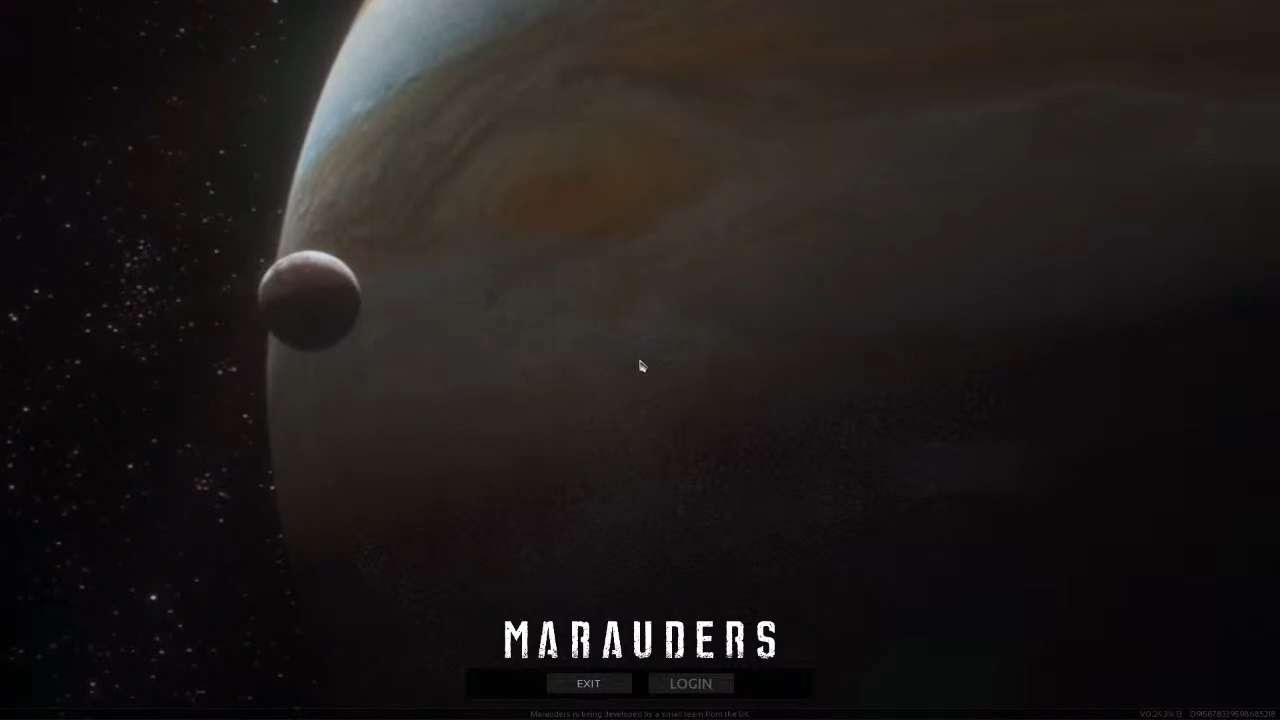 MARAUDERS
EXIT LOGIN
Marauders is being developed by a small team from the UK